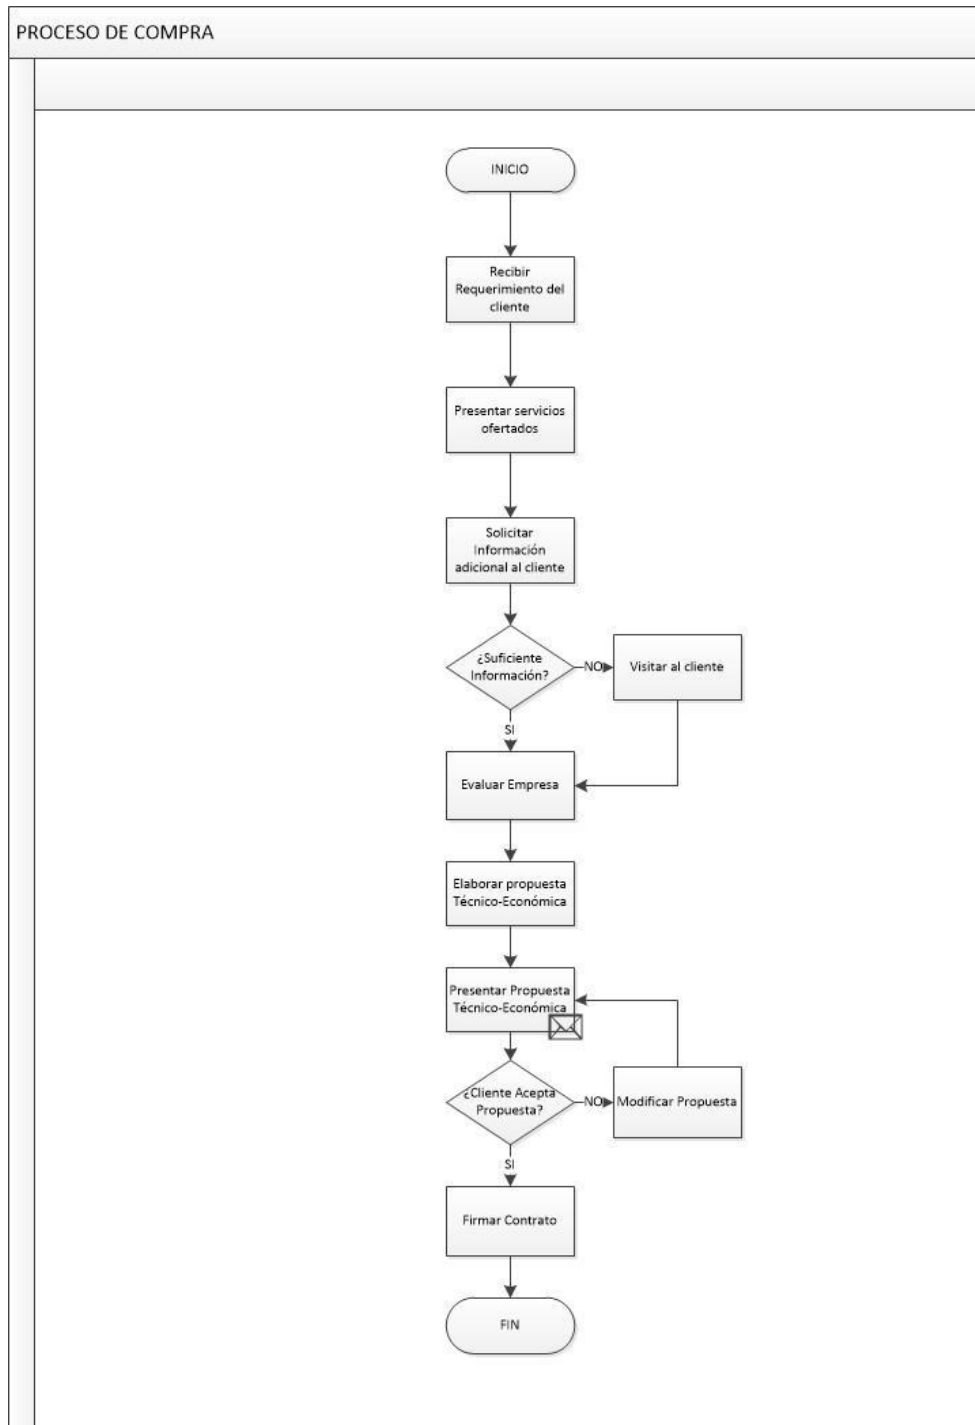 PROCESO DE COMPRA
INICIO
Recibir
Requerimiento del
cliente
Presentar servicios
ofertados
Solicitar
Información
adicional al cliente
¿Suficiente
Información?
NO
Visitar al cliente
SI
Evaluar Empresa
Elaborar propuesta
Técnico-Económica
Presentar Propuesta
Técnico-Económica
¿Cliente Acepta
Propuesta?
NO
Modificar Propuesta
SI
Firmar Contrato
FIN